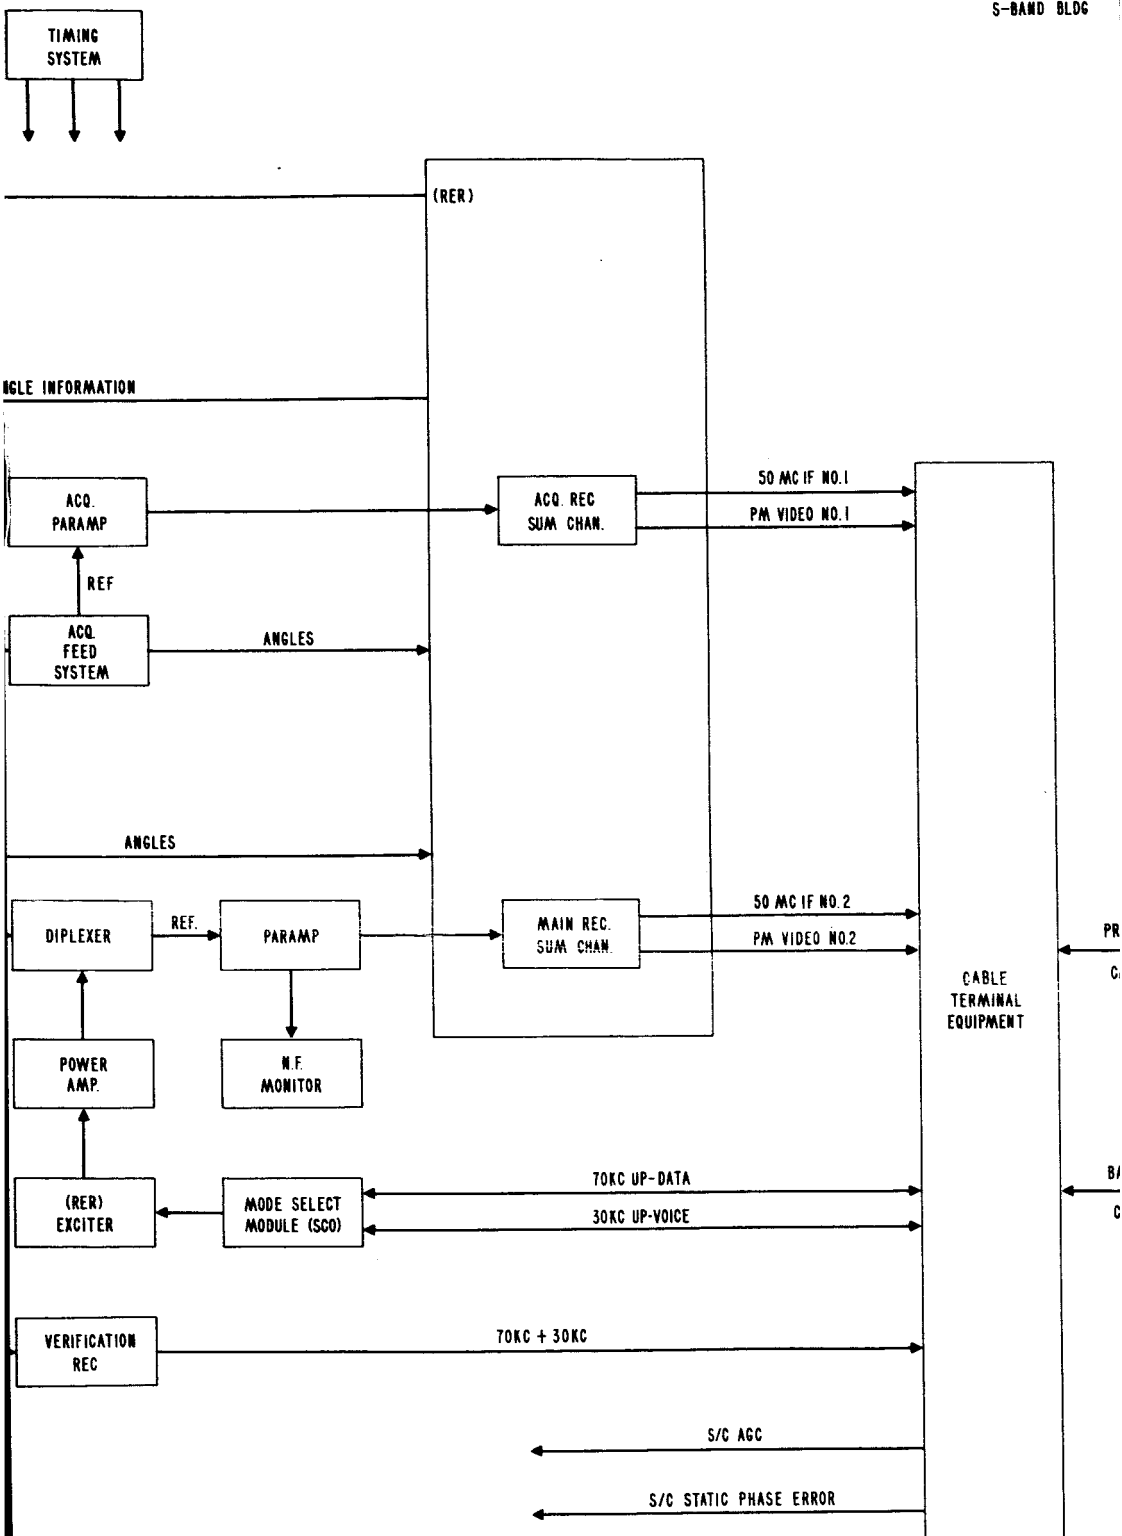 S-BAND BLDG
TIMING
SYSTEM
(RER)
NGLE INFORMATION
ACQ.
PARAMP
ACQ. REC
SUM CHAN.
50 MC IF NO.1
PM VIDEO NO.1
REF
ACQ.
FEED
SYSTEM
ANGLES
ANGLES
DIPLEXER
REF.
PARAMP
MAIN REC.
SUM CHAN.
50 MC IF NO.2
PM VIDEO NO.2
PR
CABLE
TERMINAL
EQUIPMENT
POWER
AMP.
N.F.
MONITOR
(RER)
EXCITER
MODE SELECT
MODULE (SCO)
70KC UP-DATA
30KC UP-VOICE
VERIFICATION
REC
70KC + 30KC
S/C AGC
S/C STATIC PHASE ERROR